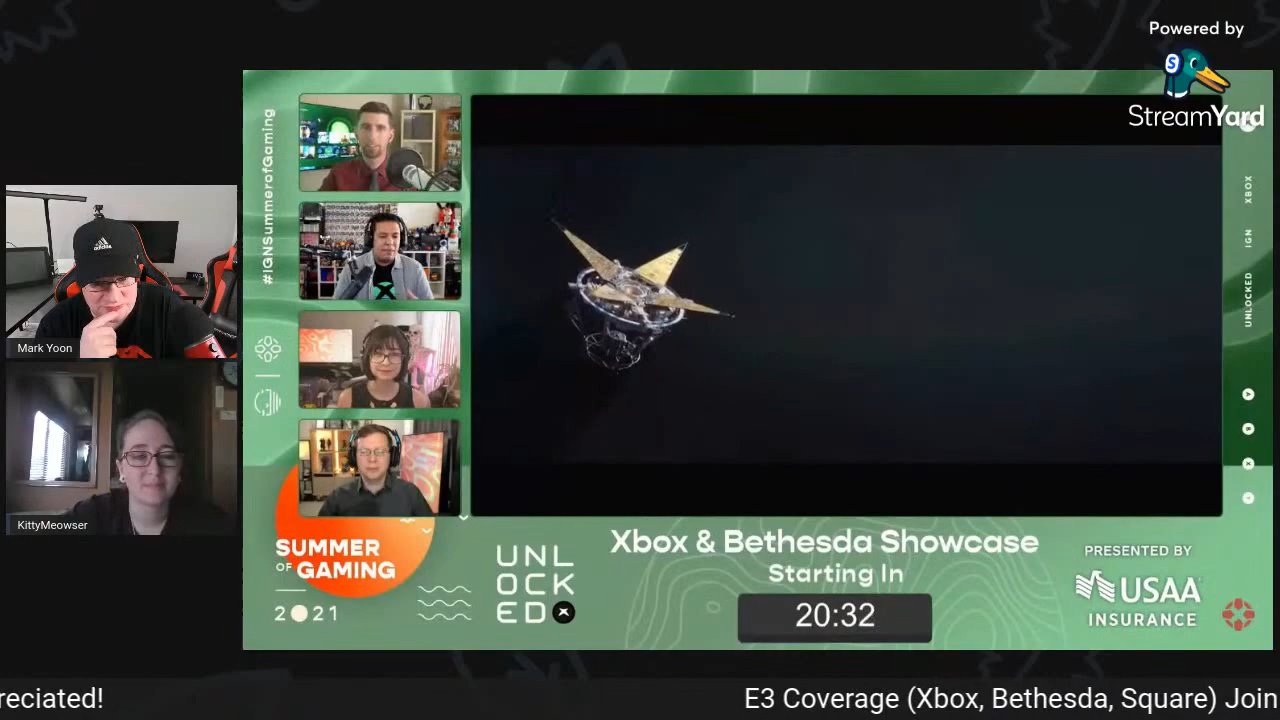 Powered by
StreamYard
#IGNSummerofGaming
XBOX
IGN
UNLOCKED
Mark Yoon
KittyMeowser
SUMMER
OF GAMING
2021
UNL
OCK
ED
Xbox & Bethesda Showcase
Starting In
20:32
PRESENTED BY
USAA
INSURANCE
reciated!
E3 Coverage (Xbox, Bethesda, Square) Join